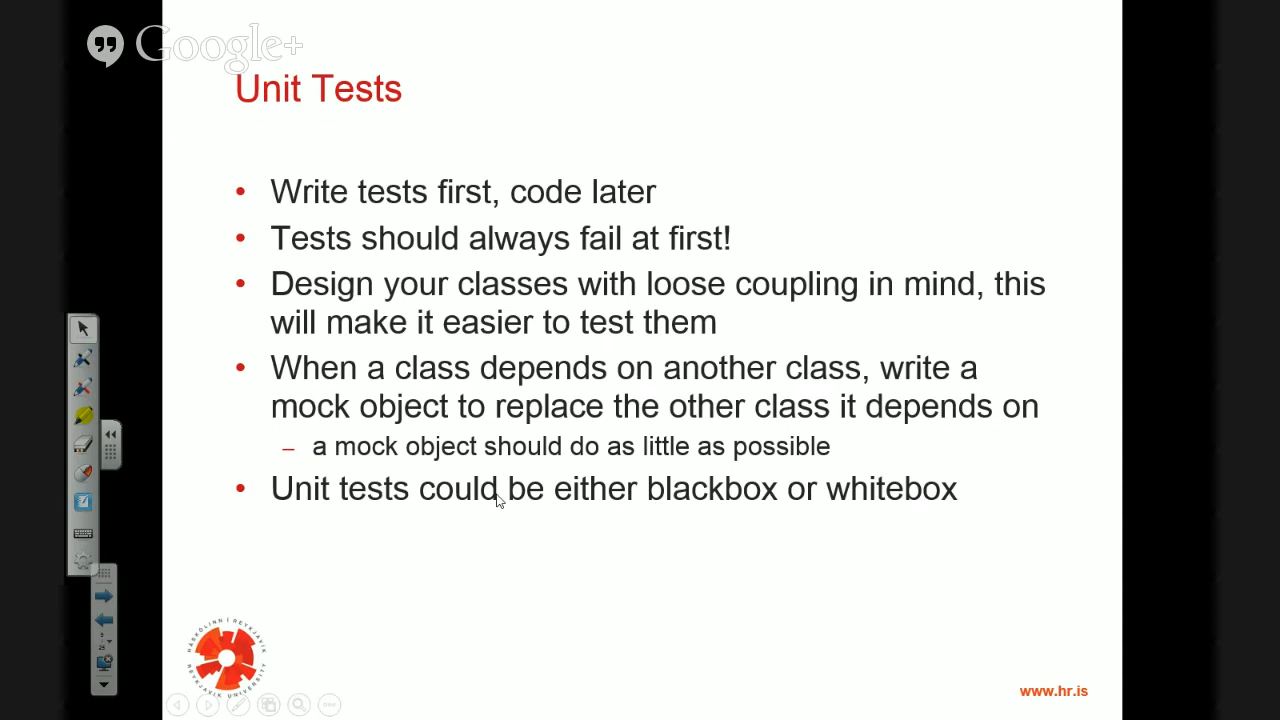 Google+
Unit Tests
• Write tests first, code later
• Tests should always fail at first!
• Design your classes with loose coupling in mind, this
will make it easier to test them
• When a class depends on another class, write a
mock object to replace the other class it depends on
– a mock object should do as little as possible
• Unit tests could be either blackbox or whitebox
HÁSKÓLINN Í REYKJAVÍK
REYKJAVIK UNIVERSITY
www.hr.is